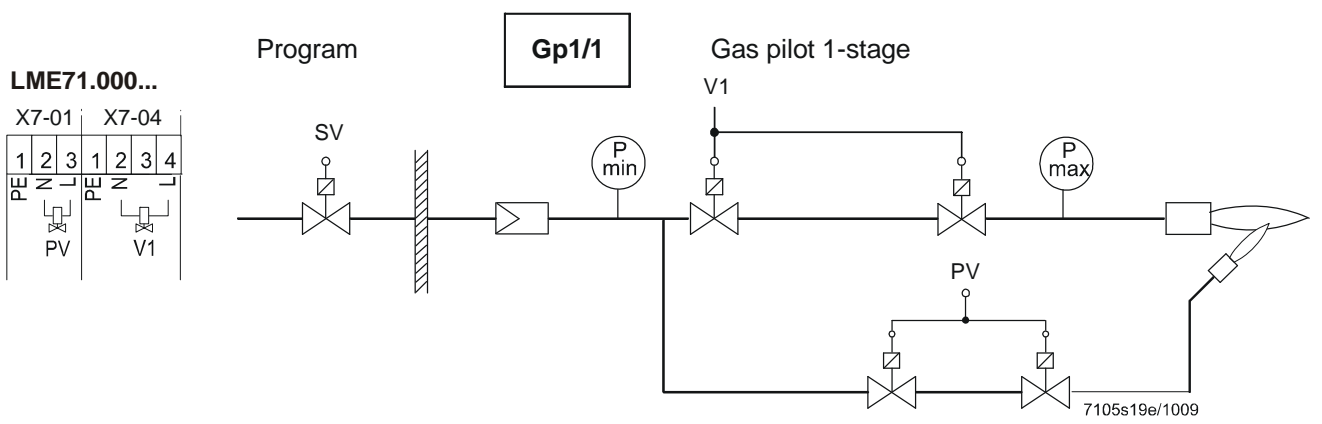 Program
Gp1/1
Gas pilot 1-stage
LME71.000...
X7-01 X7-04
1 2 3 1 2 3 4
PE N L PE N L
PV V1
SV
P min
V1
P max
PV
7105s19e/1009